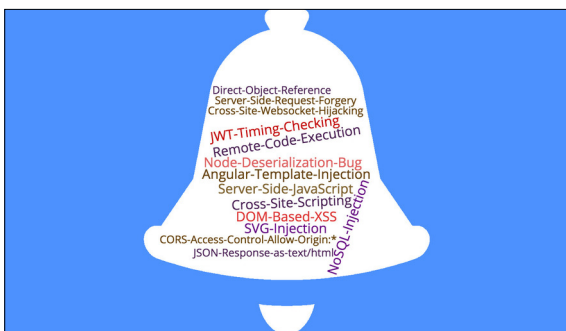 Direct-Object-Reference
Server-Side-Request-Forgery
Cross-Site-Websocket-Hijacking
JWT-Timing-Checking
Remote-Code-Execution
Node-Deserialization-Bug
Angular-Template-Injection
Server-Side-JavaScript
Cross-Site-Scripting
DOM-Based-XSS
SVG-Injection
CORS-Access-Control-Allow-Origin:*
JSON-Response-as-text/html
NoSQL-Injection